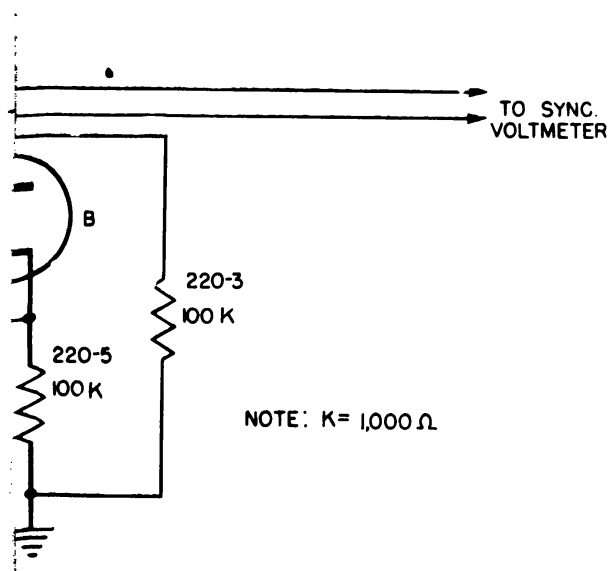 TO SYNC.
VOLTMETER
B
220-3
100 K
220-5
100 K
NOTE: K= 1,000 Ω